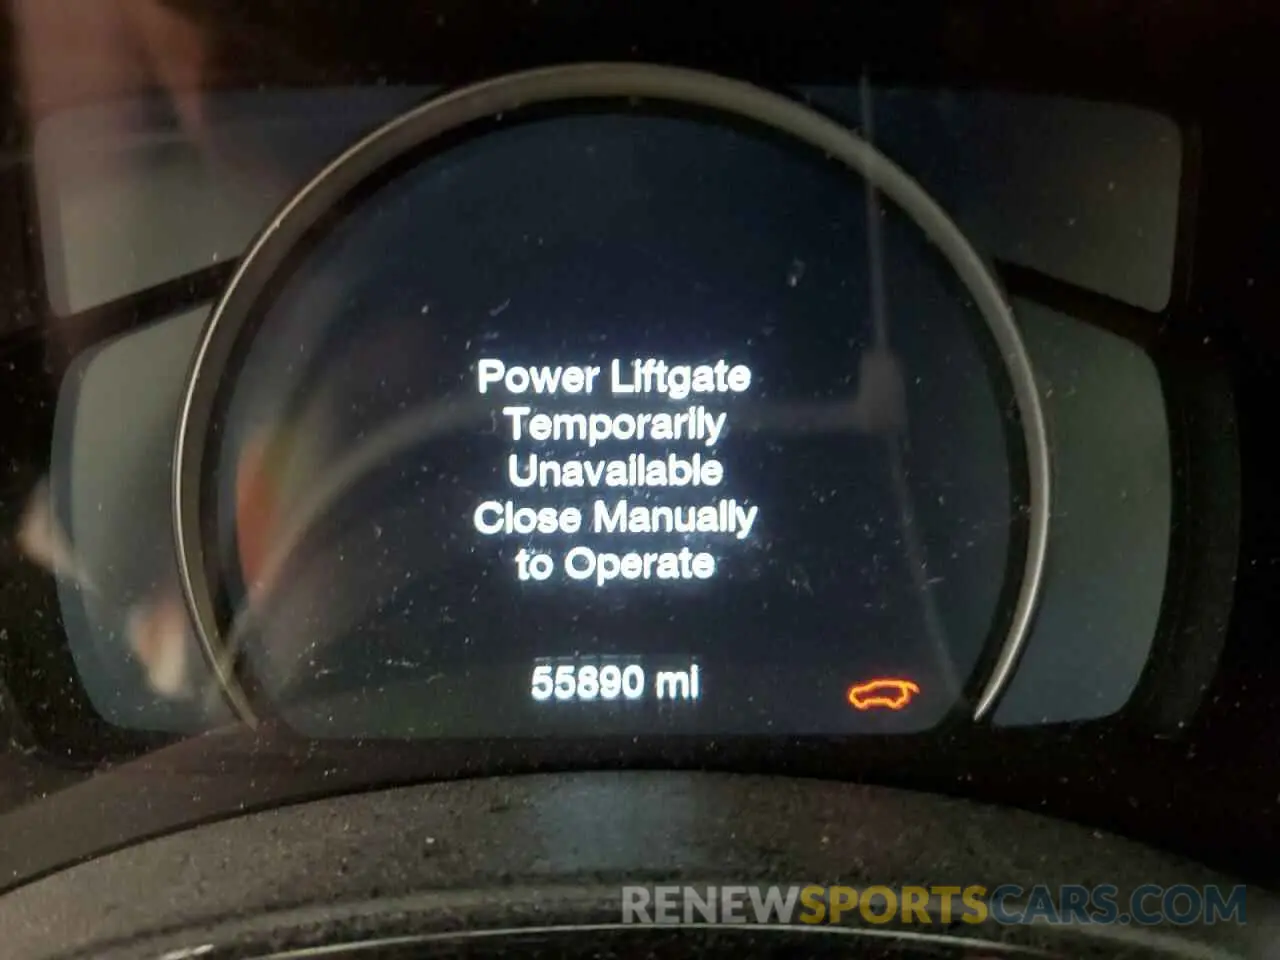 Power Liftgate
Temporarily
Unavailable
Close Manually
to Operate
55890 mi
RENEWSPORTSCARS.COM